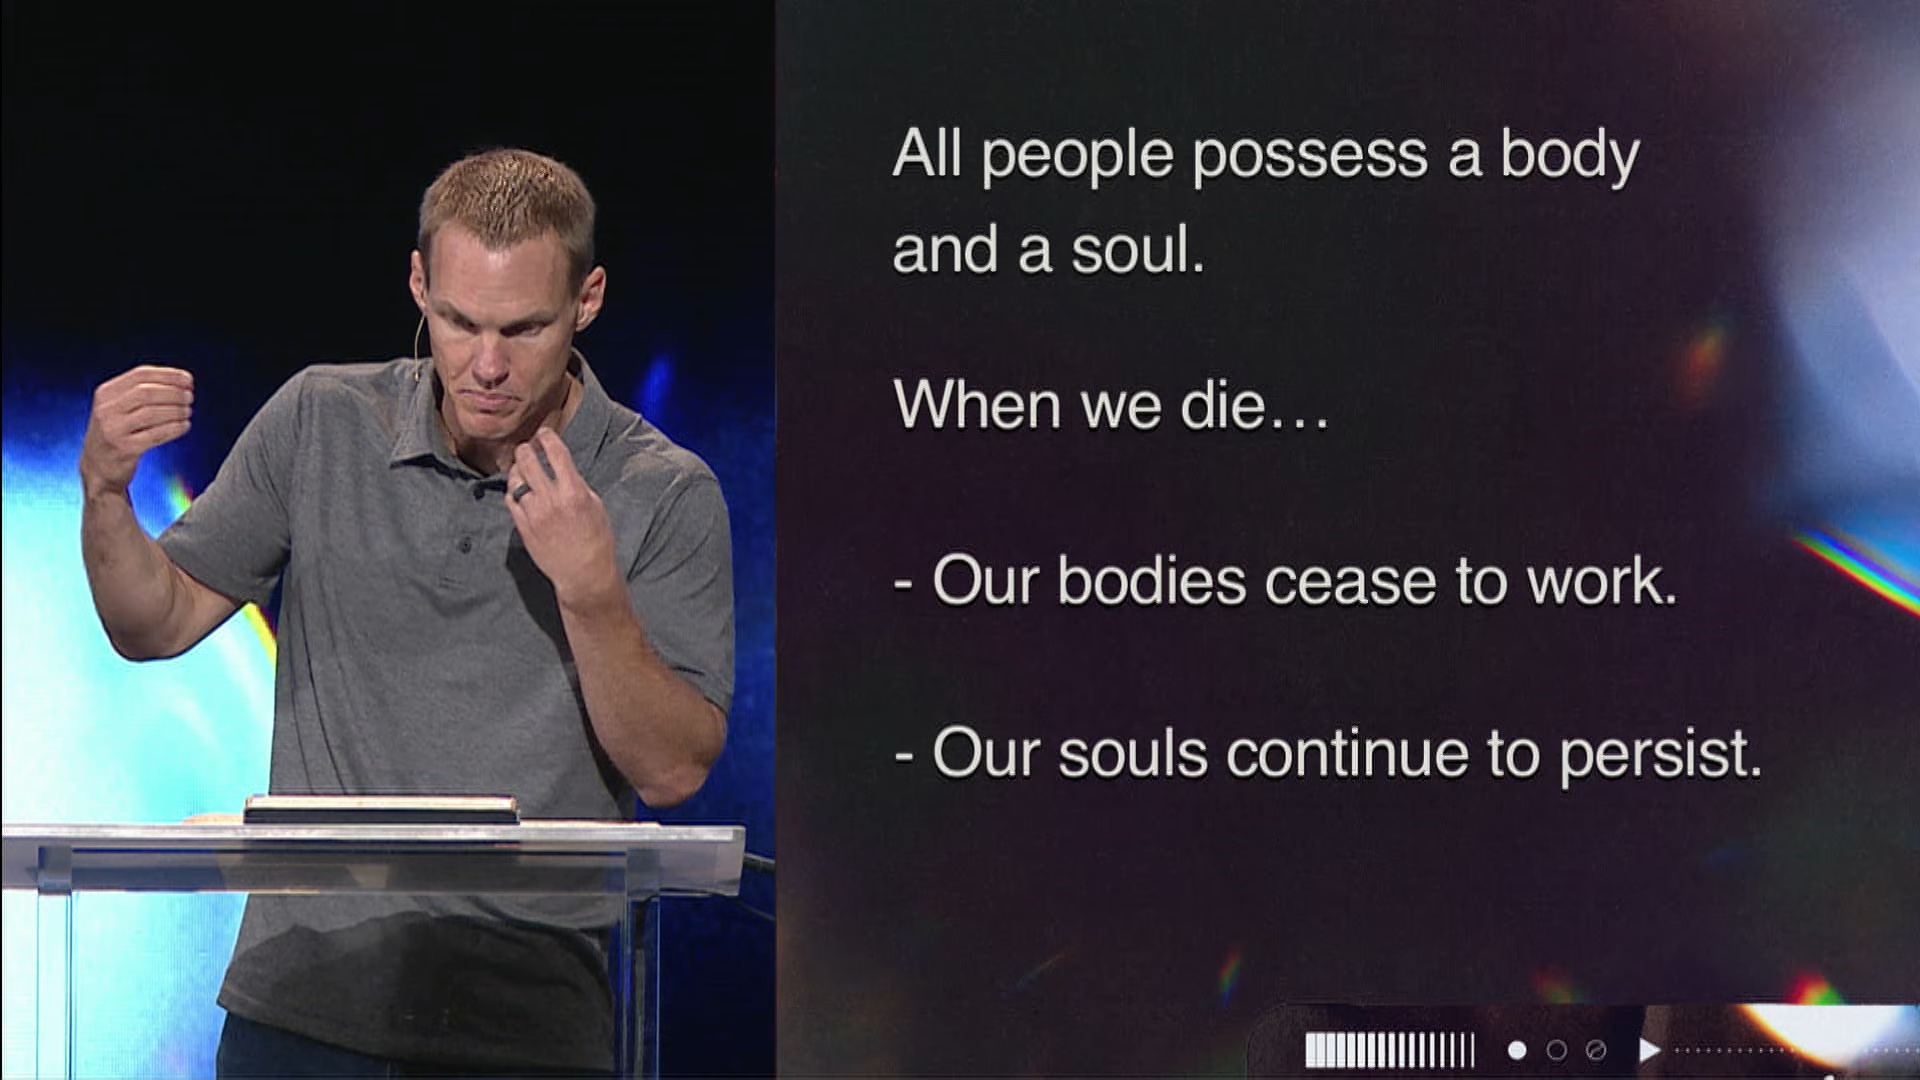 All people possess a body
and a soul.
When we die…
- Our bodies cease to work.
- Our souls continue to persist.